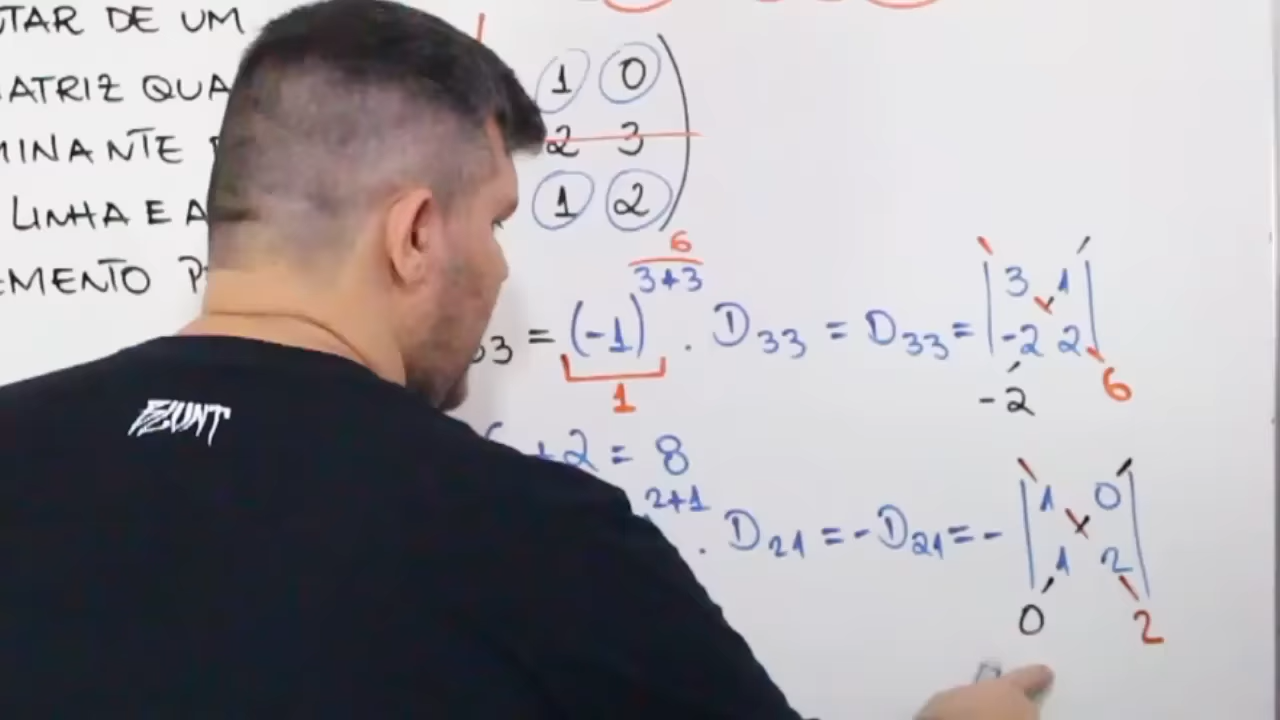 TAR DE UM
ATRIZ QUA
MINANTE
LINHA E A
EMENTO P
1 0
2 3
1 2
6
3+3
33 = (-1) . D33 = D33 = | 3 1 |
| -2 2 |
1
-2 6
+2 = 8
2+1
. D21 = -D21 = - | 1 0 |
| 1 2 |
0 2